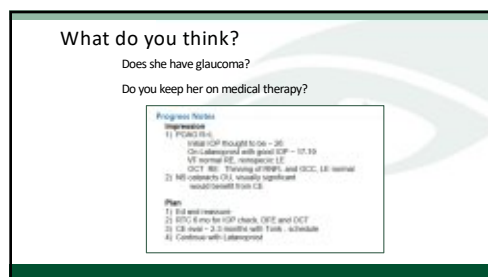 What do you think?
Does she have glaucoma?
Do you keep her on medical therapy?
Progress Notes
Impression
1) POAG R>L
Initial IOP thought to be ~ 26
On Latanoprost with good IOP ~ 17-19
VF normal RE, nonspecific LE
OCT RE: Thinning of RNFL and GCC, LE normal
2) NS cataracts OU, visually significant
would benefit from CE
Plan
1) Ed and reassure
2) RTC 6 mo for IOP check, DFE and OCT
3) CE eval ~ 2-3 months with schedule
4) Continue with Latanoprost